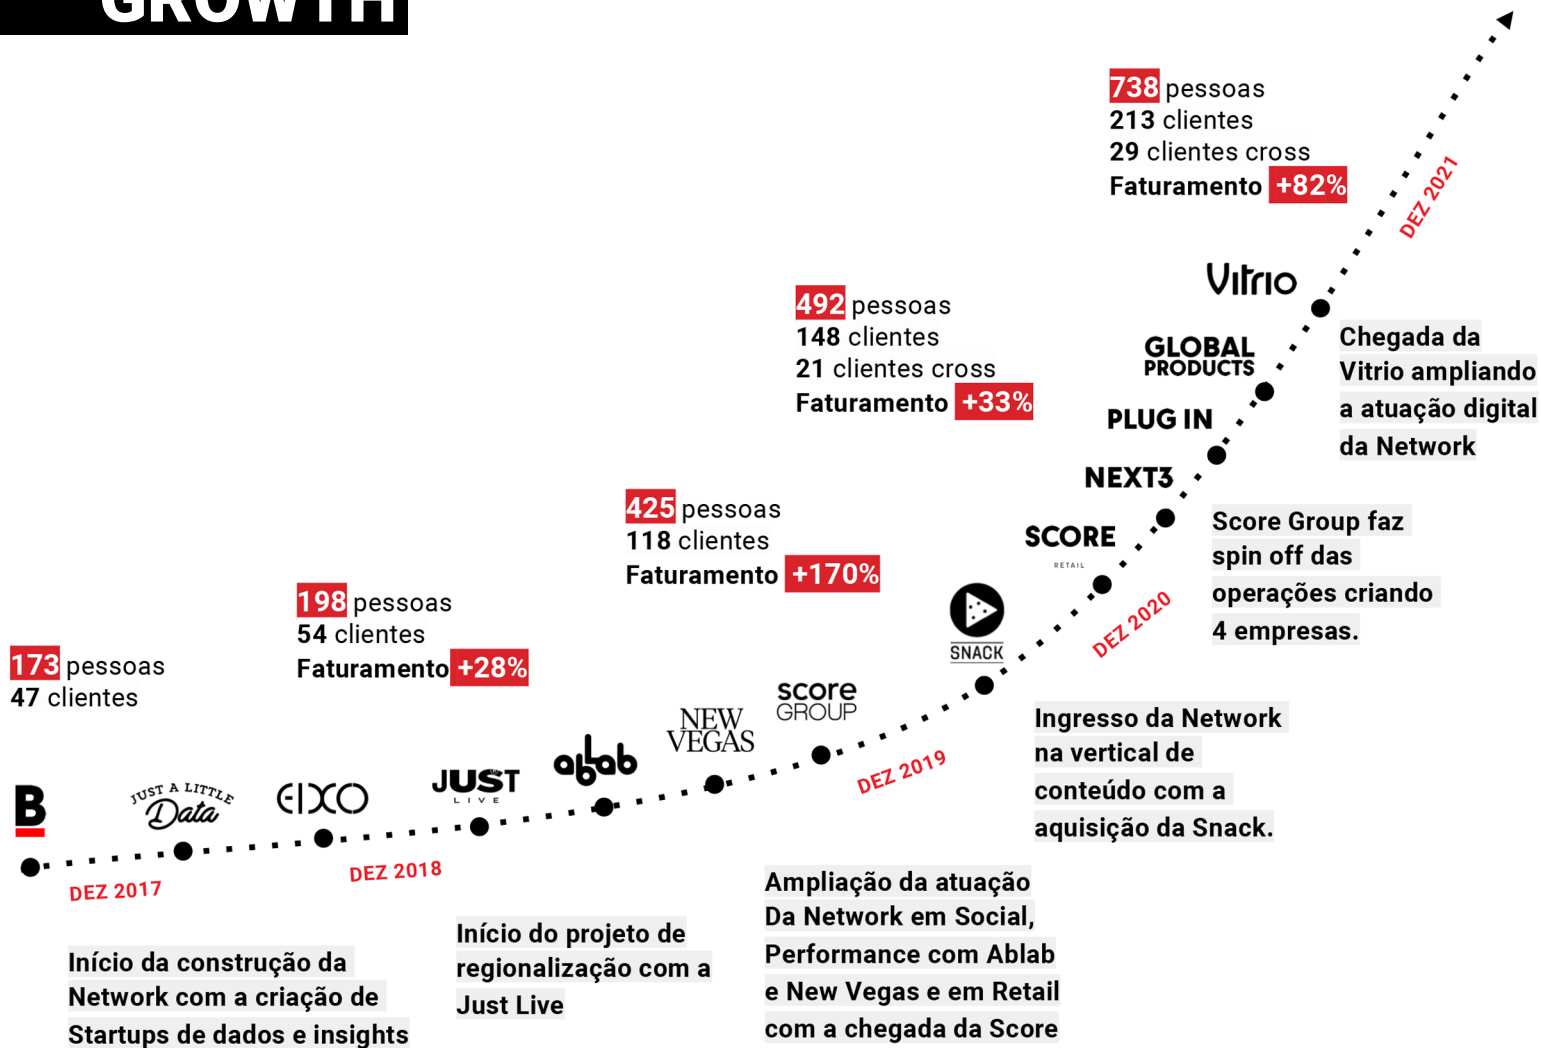 GROWTH
738 pessoas
213 clientes
29 clientes cross
Faturamento +82%
DEZ 2021
Vitrio
492 pessoas
148 clientes
21 clientes cross
Faturamento +33%
GLOBAL
PRODUCTS
Chegada da
Vitrio ampliando
a atuação digital
da Network
PLUG IN
NEXT3
425 pessoas
118 clientes
Faturamento +170%
SCORE
RETAIL
Score Group faz
spin off das
operações criando
4 empresas.
198 pessoas
54 clientes
Faturamento +28%
SNACK
DEZ 2020
173 pessoas
47 clientes
score
GROUP
NEW
VEGAS
Ingresso da Network
na vertical de
conteúdo com a
aquisição da Snack.
B
JUST A LITTLE
Data
EIXO
JUST
LIVE
ablab
DEZ 2019
DEZ 2017
DEZ 2018
Início da construção da
Network com a criação de
Startups de dados e insights
Início do projeto de
regionalização com a
Just Live
Ampliação da atuação
Da Network em Social,
Performance com Ablab
e New Vegas e em Retail
com a chegada da Score